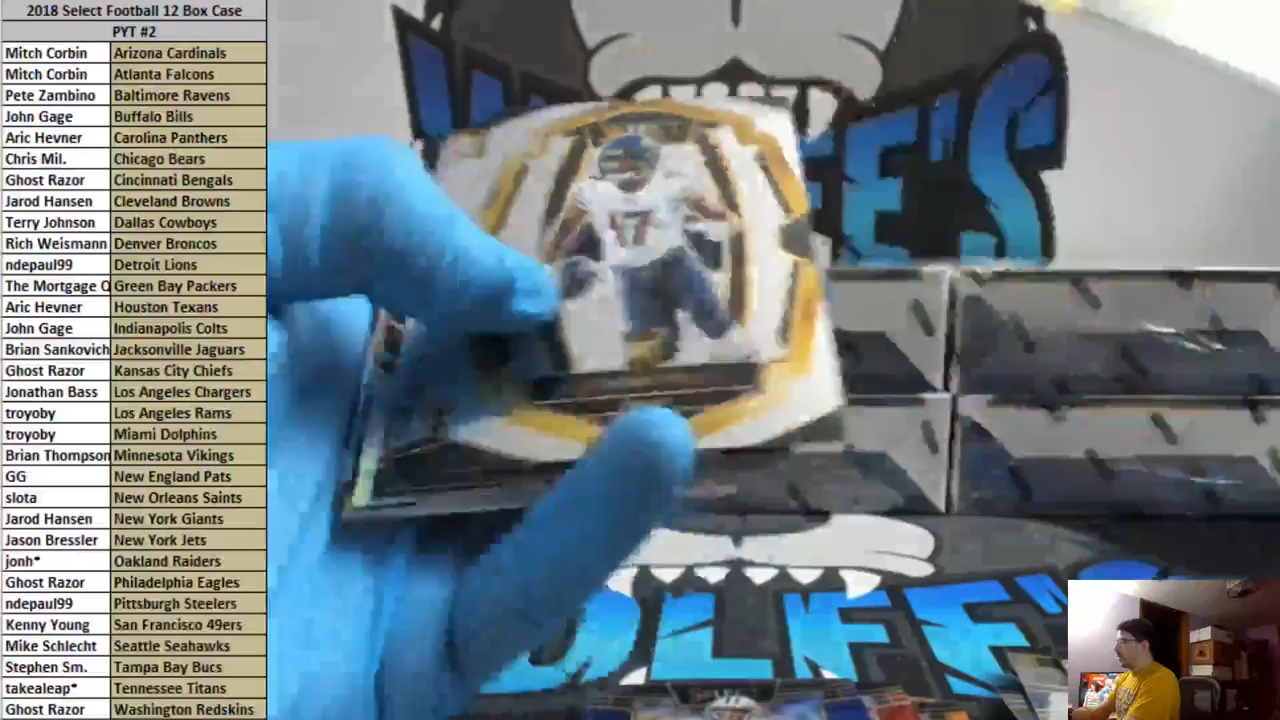 2018 Select Football 12 Box Case
PYT #2
Mitch Corbin Arizona Cardinals
Mitch Corbin Atlanta Falcons
Pete Zambino Baltimore Ravens
John Gage Buffalo Bills
Aric Hevner Carolina Panthers
Chris Mil. Chicago Bears
Ghost Razor Cincinnati Bengals
Jarod Hansen Cleveland Browns
Terry Johnson Dallas Cowboys
Rich Weismann Denver Broncos
ndepaul99 Detroit Lions
The Mortgage Q Green Bay Packers
Aric Hevner Houston Texans
John Gage Indianapolis Colts
Brian Sankovich Jacksonville Jaguars
Ghost Razor Kansas City Chiefs
Jonathan Bass Los Angeles Chargers
troyoby Los Angeles Rams
troyoby Miami Dolphins
Brian Thompson Minnesota Vikings
GG New England Pats
slota New Orleans Saints
Jarod Hansen New York Giants
Jason Bressler New York Jets
jonh* Oakland Raiders
Ghost Razor Philadelphia Eagles
ndepaul99 Pittsburgh Steelers
Kenny Young San Francisco 49ers
Mike Schlecht Seattle Seahawks
Stephen Sm. Tampa Bay Bucs
takealeap* Tennessee Titans
Ghost Razor Washington Redskins
17